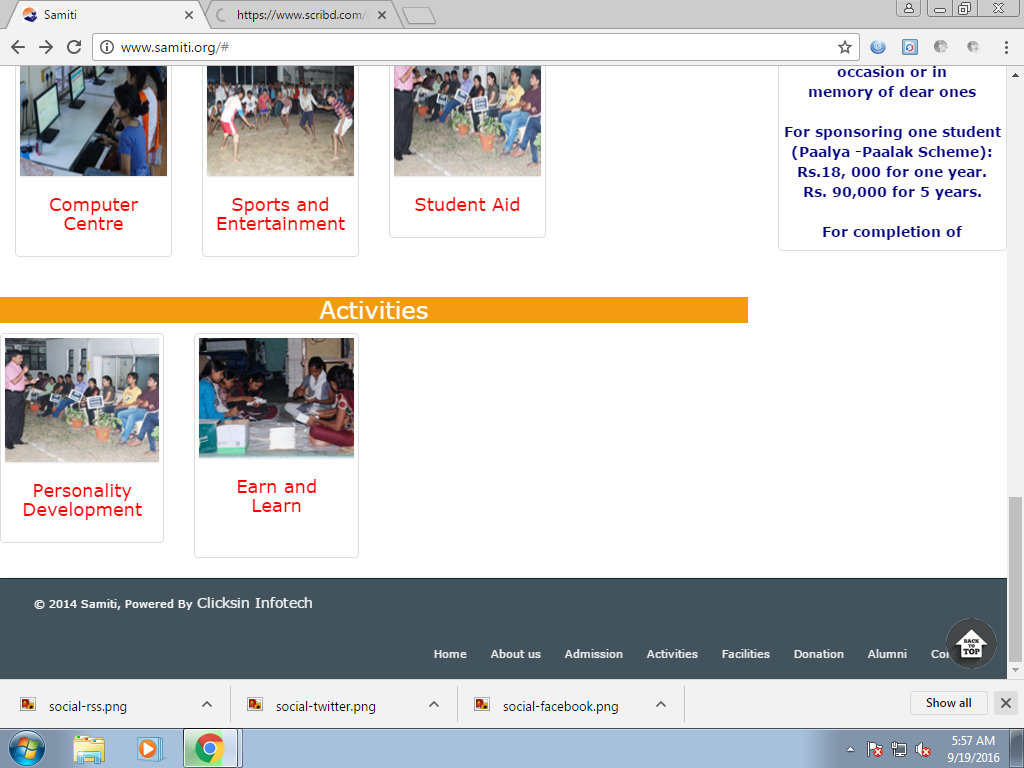 Samiti
https://www.scribd.com/
www.samiti.org/#
occasion or in
memory of dear ones
For sponsoring one student
(Paalya -Paalak Scheme):
Rs.18, 000 for one year.
Rs. 90,000 for 5 years.
For completion of
Computer
Centre
Sports and
Entertainment
Student Aid
Activities
Personality
Development
Earn and
Learn
© 2014 Samiti, Powered By Clicksin Infotech
Home About us Admission Activities Facilities Donation Alumni Co
BACK
TO
TOP
social-rss.png
social-twitter.png
social-facebook.png
Show all
5:57 AM
9/19/2016